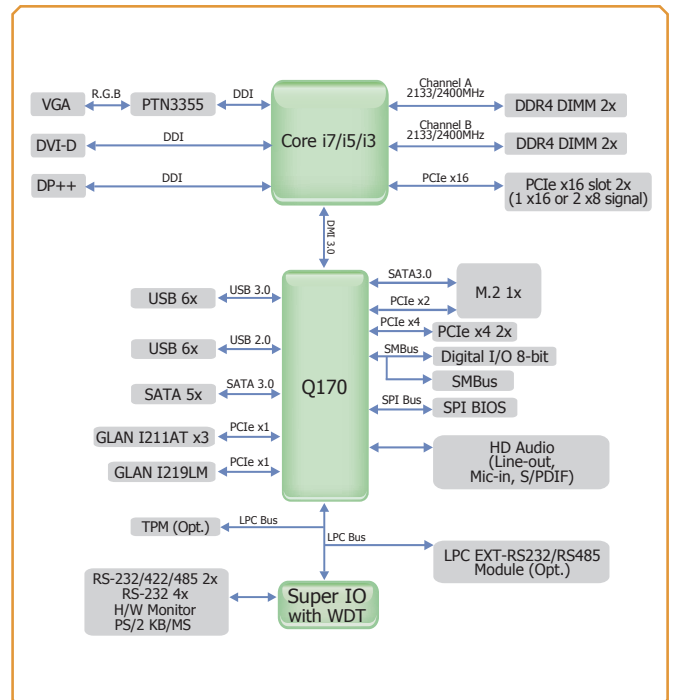 VGA
R.G.B
PTN3355
DDI
DVI-D
DDI
DP++
DDI
Core i7/i5/i3
Channel A
2133/2400MHz
DDR4 DIMM 2x
Channel B
2133/2400MHz
DDR4 DIMM 2x
PCIe x16
PCIe x16 slot 2x
(1 x16 or 2 x8 signal)
DMI 3.0
USB 6x
USB 3.0
USB 6x
USB 2.0
SATA 5x
SATA 3.0
GLAN I211AT x3
PCIe x1
GLAN I219LM
PCIe x1
Q170
SATA3.0
PCIe x2
M.2 1x
PCIe x4
PCIe x4 2x
SMBus
Digital I/O 8-bit
SMBus
SPI Bus
SPI BIOS
HD Audio
(Line-out,
Mic-in, S/PDIF)
TPM (Opt.)
LPC Bus
LPC Bus
LPC EXT-RS232/RS485
Module (Opt.)
RS-232/422/485 2x
RS-232 4x
H/W Monitor
PS/2 KB/MS
Super IO
with WDT